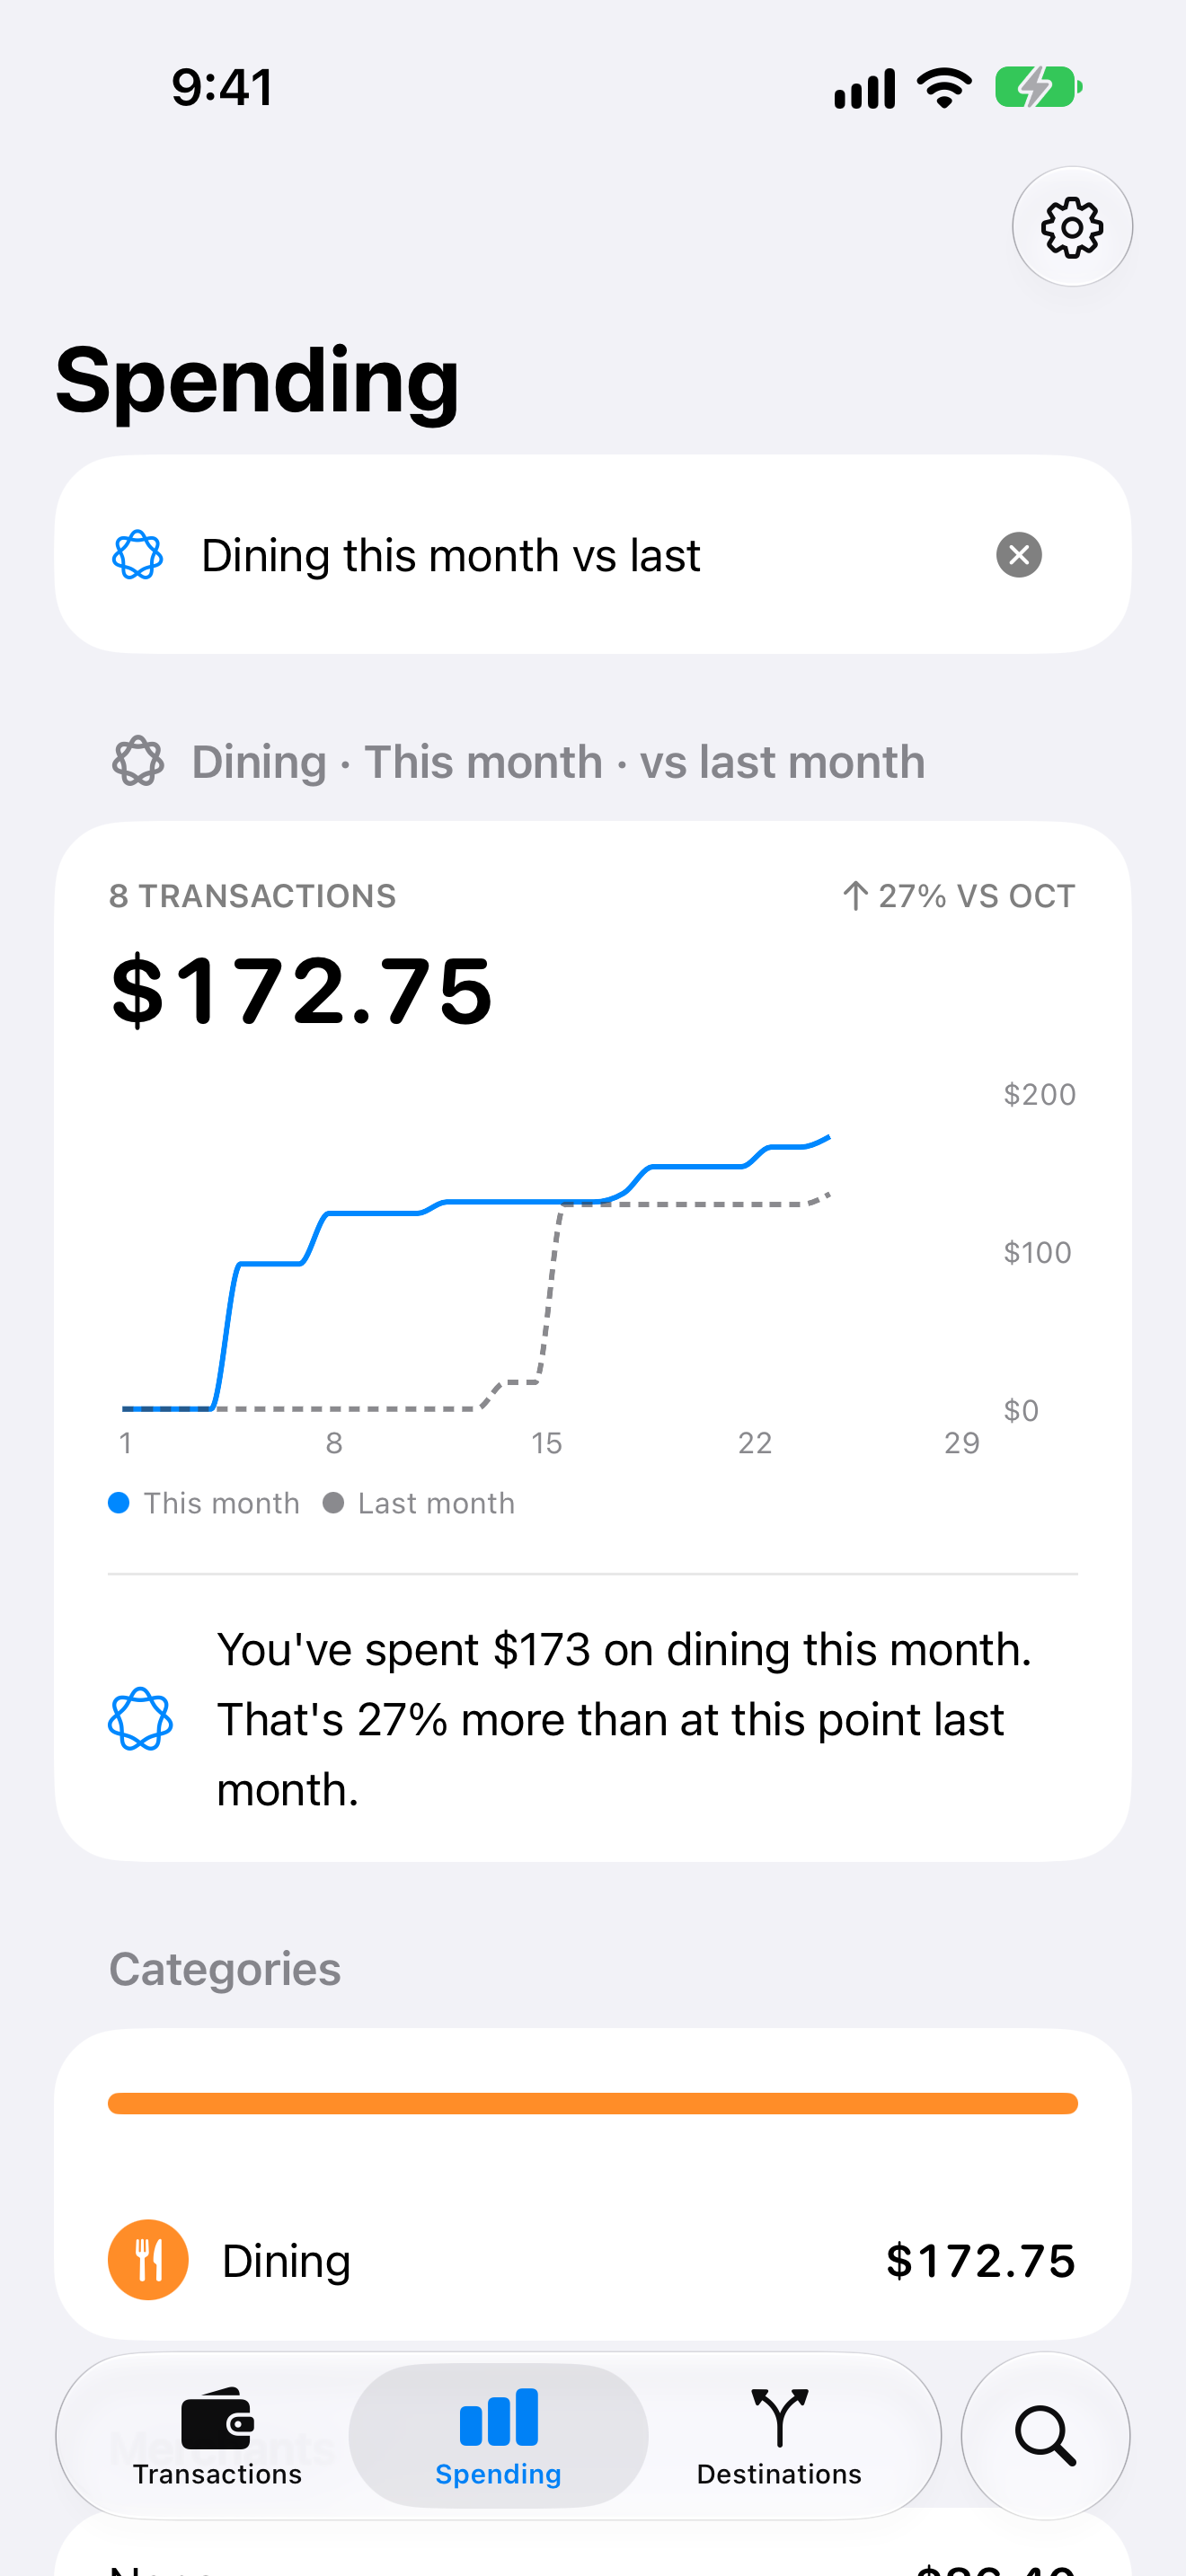 9:41
Spending
Dining this month vs last
Dining · This month · vs last month
8 TRANSACTIONS
↑ 27% VS OCT
$172.75
$200
$100
$0
1 8 15 22 29
This month Last month
You've spent $173 on dining this month.
That's 27% more than at this point last
month.
Categories
Dining $172.75
Merchants
Transactions Spending Destinations